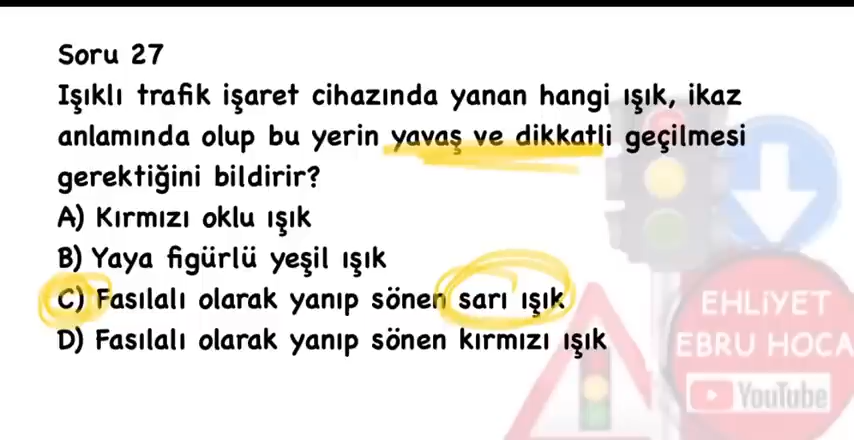 Soru 27
Işıklı trafik işaret cihazında yanan hangi ışık, ikaz
anlamında olup bu yerin yavaş ve dikkatli geçilmesi
gerektiğini bildirir?
A) Kırmızı oklu ışık
B) Yaya figürlü yeşil ışık
C) Fasılalı olarak yanıp sönen sarı ışık
D) Fasılalı olarak yanıp sönen kırmızı ışık
EHLİYET
EBRU HOCA
YouTube